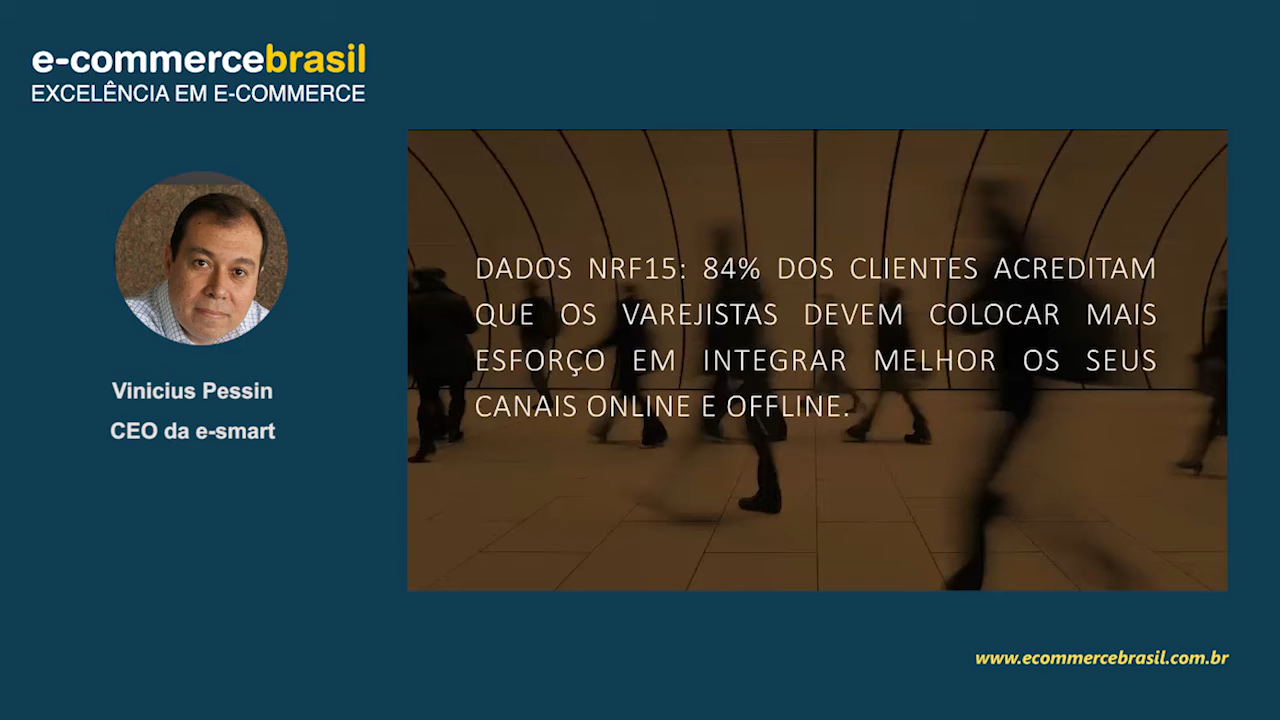 e-commercebrasil
EXCELÊNCIA EM E-COMMERCE
Vinicius Pessin
CEO da e-smart
DADOS NRF15: 84% DOS CLIENTES ACREDITAM
QUE OS VAREJISTAS DEVEM COLOCAR MAIS
ESFORÇO EM INTEGRAR MELHOR OS SEUS
CANAIS ONLINE E OFFLINE.
www.ecommercebrasil.com.br